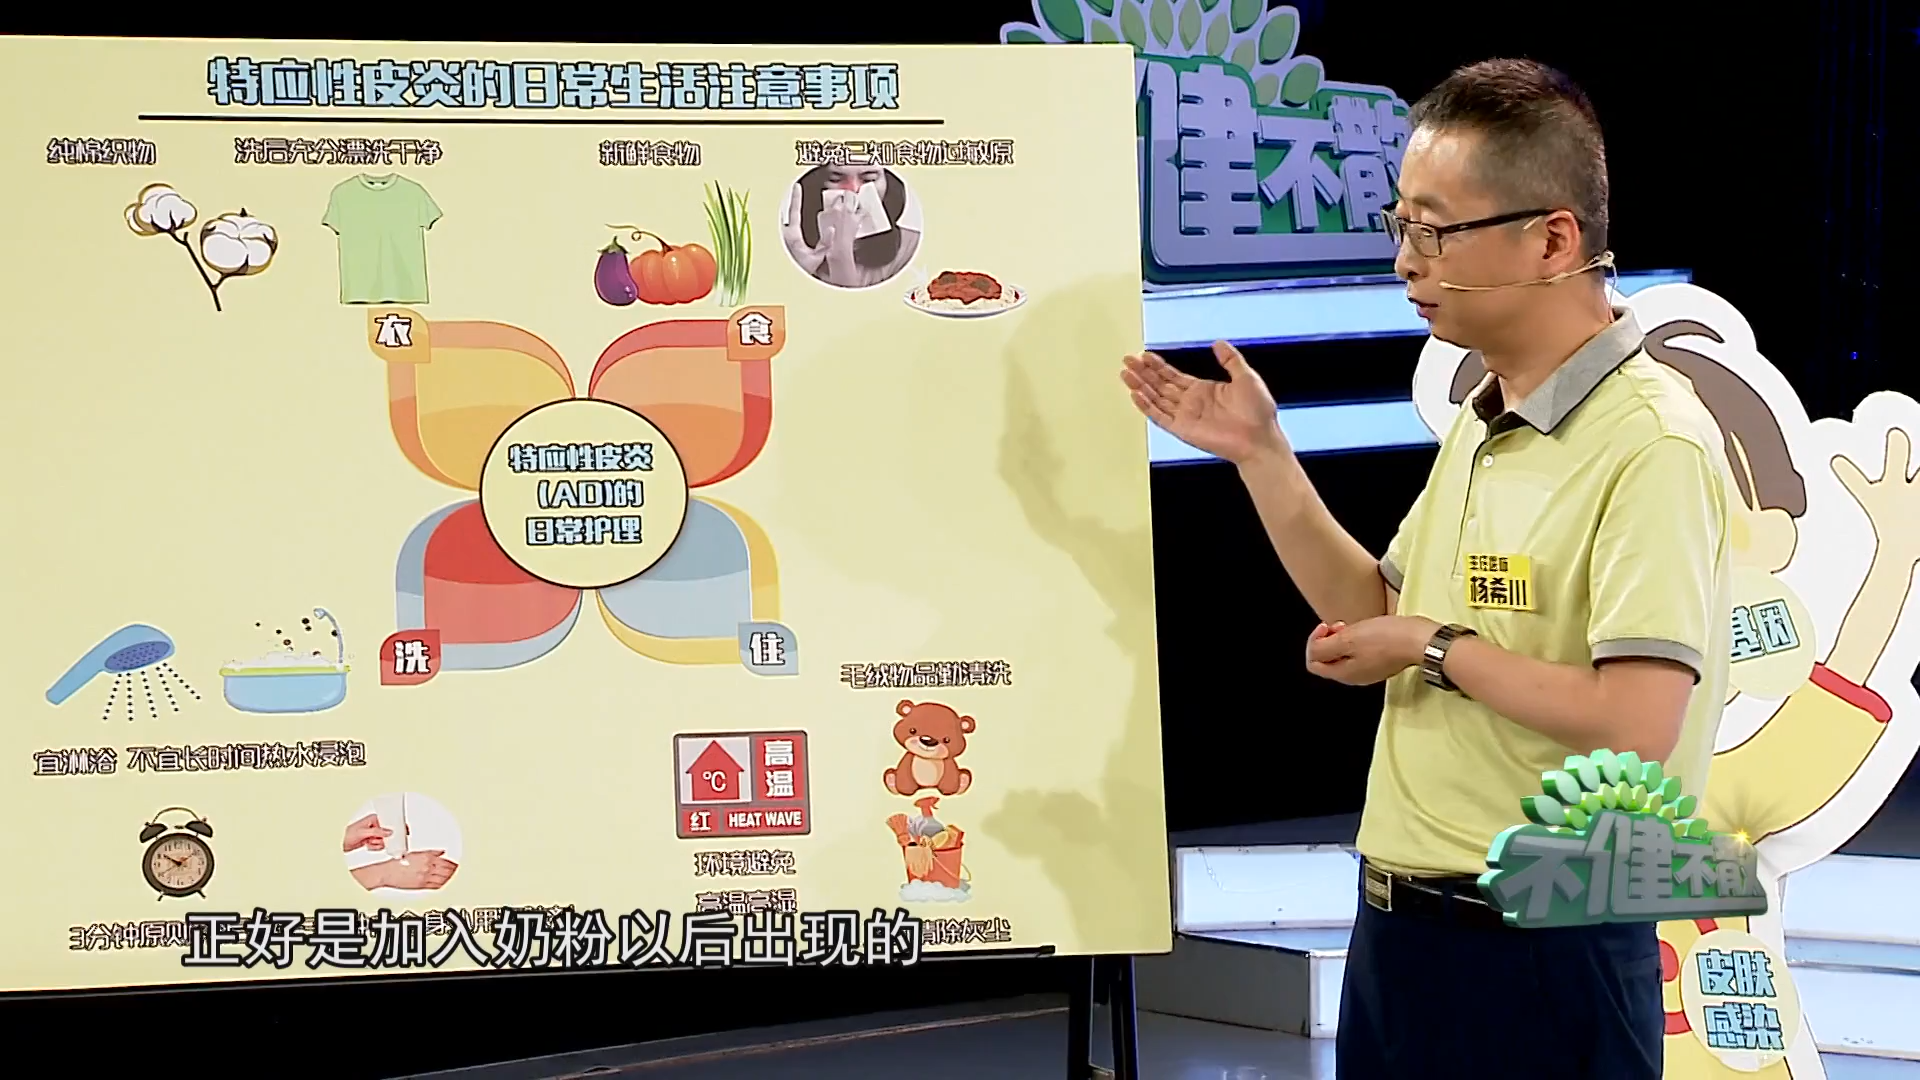 特应性皮炎的日常生活注意事项
纯棉织物
洗后充分漂洗干净
新鲜食物
避免已知食物过敏原
衣
食
特应性皮炎
(AD)的
日常护理
洗
住
宜淋浴 不宜长时间热水浸泡
毛绒物品勤清洗
高温
℃
红 HEAT WAVE
环境避免
高温高湿
3分钟原则
清除灰尘
正好是加入奶粉以后出现的
健不散
主任医师
杨希川
基因
不健不散
皮肤
感染